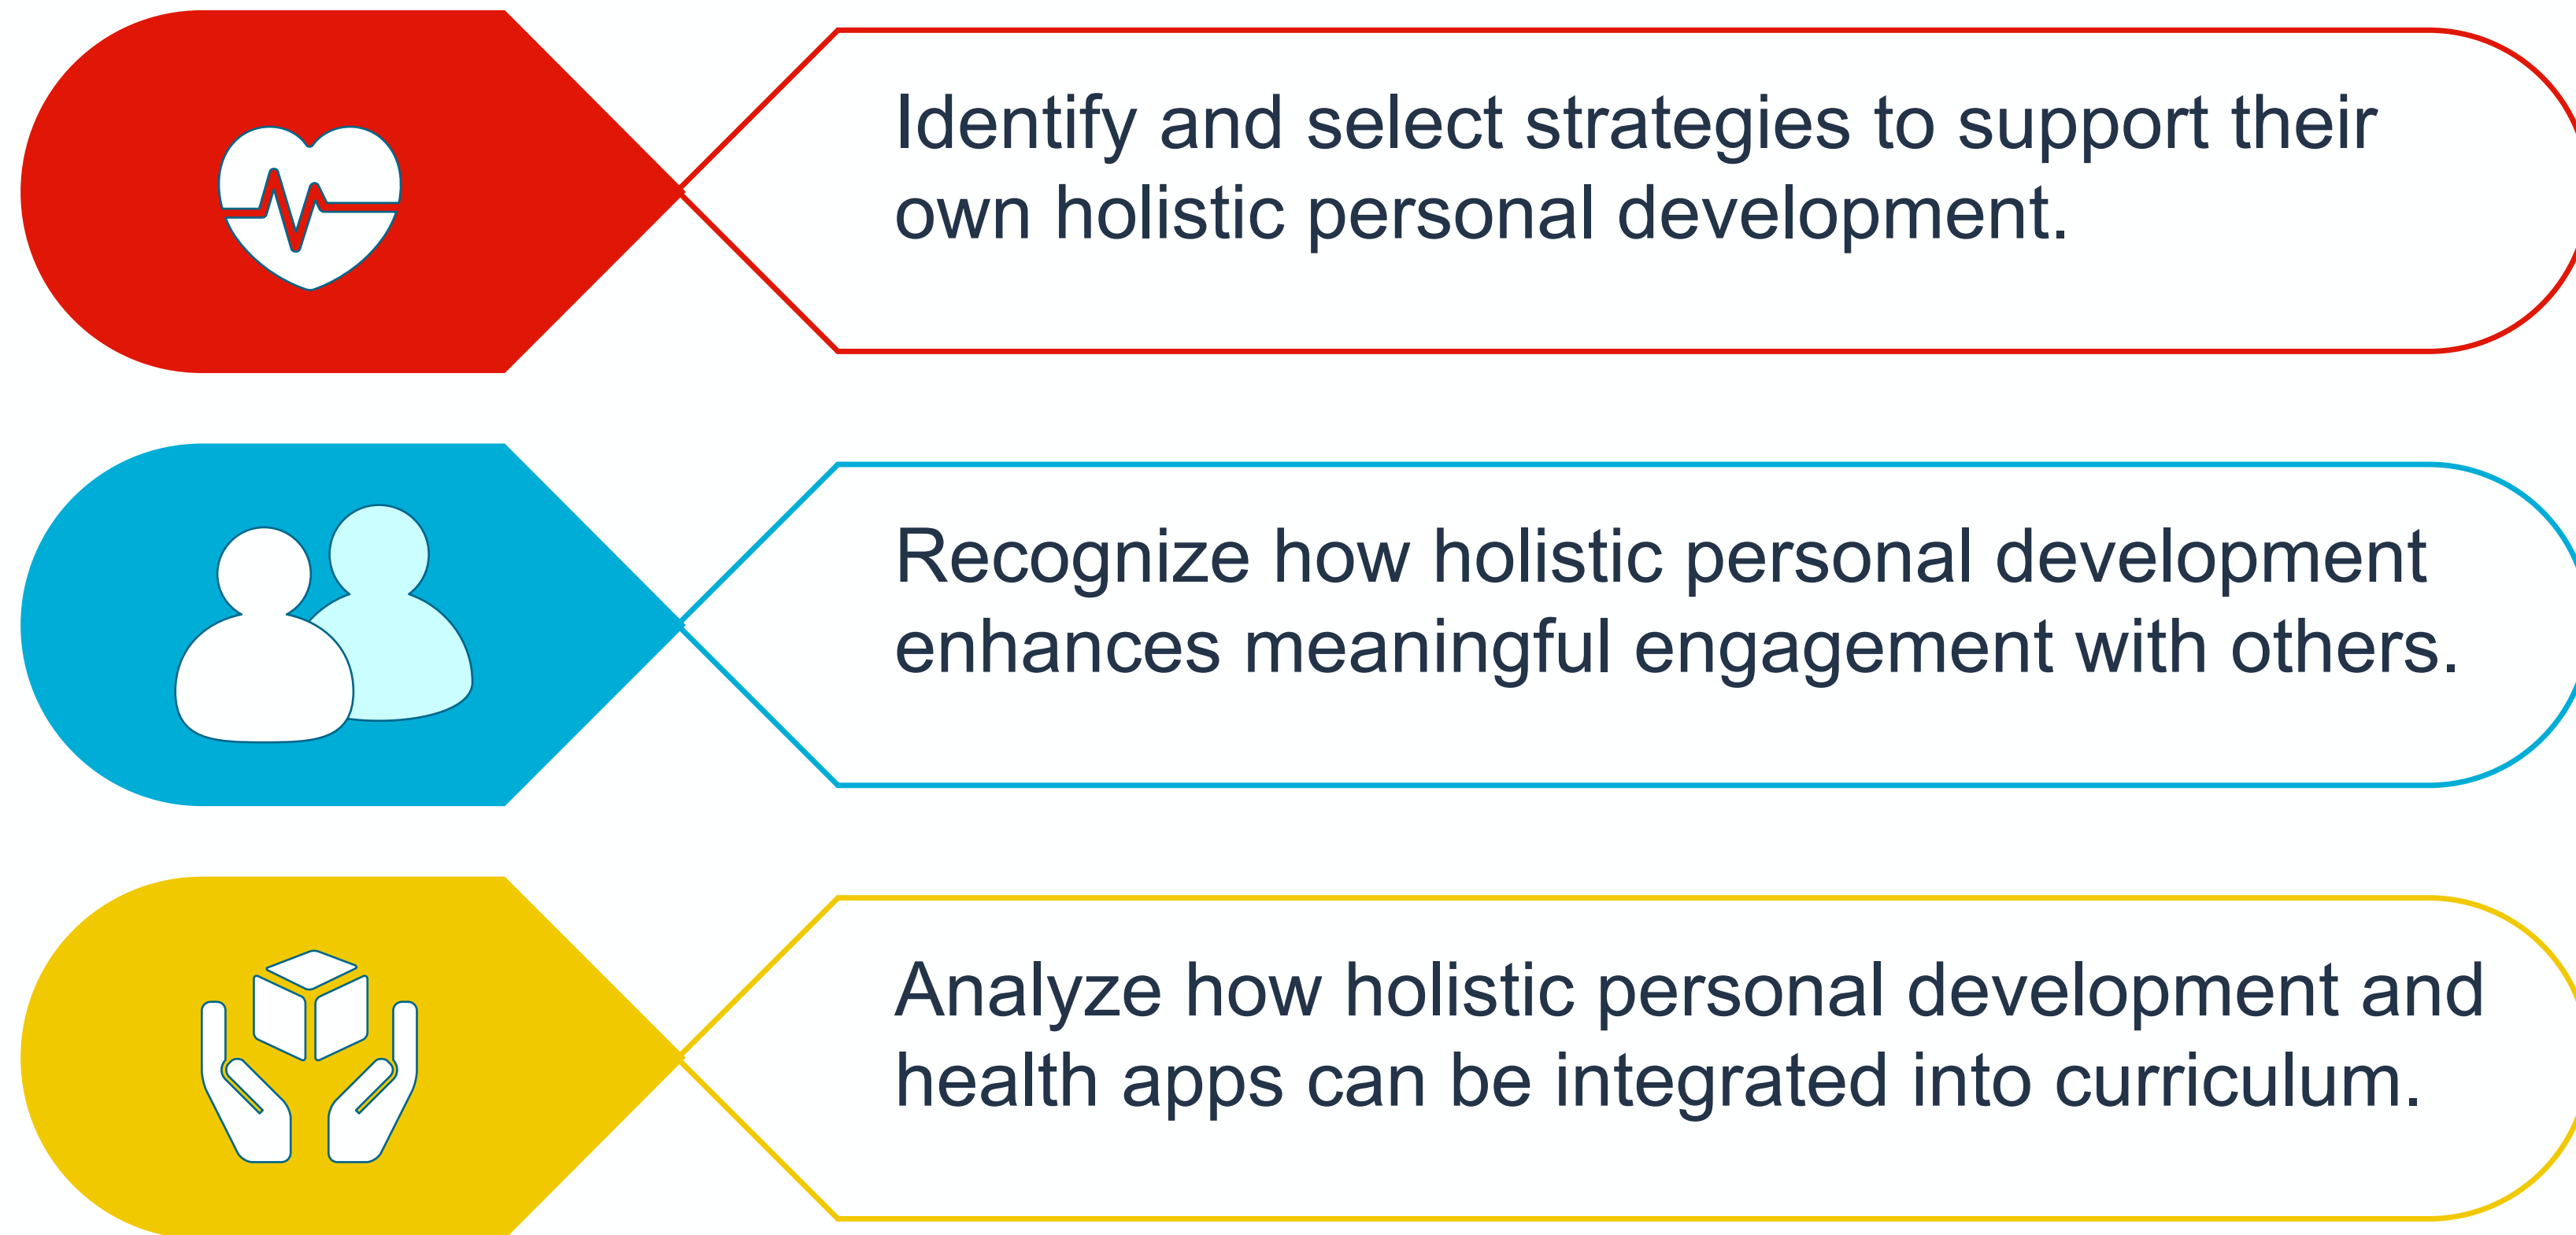 Identify and select strategies to support their
own holistic personal development.
Recognize how holistic personal development
enhances meaningful engagement with others.
Analyze how holistic personal development and
health apps can be integrated into curriculum.